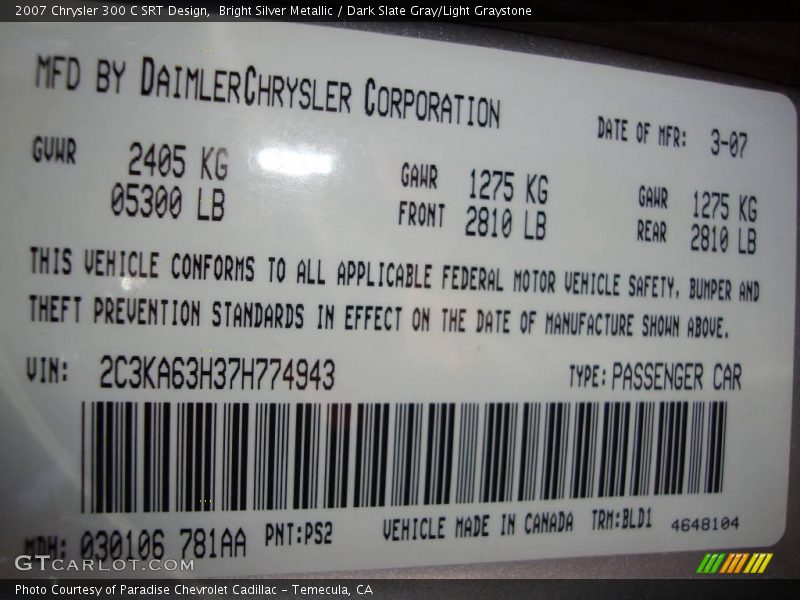 2007 Chrysler 300 C SRT Design, Bright Silver Metallic / Dark Slate Gray/Light Graystone
MFD BY DAIMLERCHRYSLER CORPORATION
DATE OF MFR: 3-07
GVWR 2405 KG
05300 LB
GAWR 1275 KG
FRONT 2810 LB
GAWR 1275 KG
REAR 2810 LB
THIS VEHICLE CONFORMS TO ALL APPLICABLE FEDERAL MOTOR VEHICLE SAFETY, BUMPER AND
THEFT PREVENTION STANDARDS IN EFFECT ON THE DATE OF MANUFACTURE SHOWN ABOVE.
VIN: 2C3KA63H37H774943 TYPE: PASSENGER CAR
MDH: 030106 781AA PNT:PS2 VEHICLE MADE IN CANADA TRM:BLD1 4648104
GTCARLOT.COM
Photo Courtesy of Paradise Chevrolet Cadillac - Temecula, CA